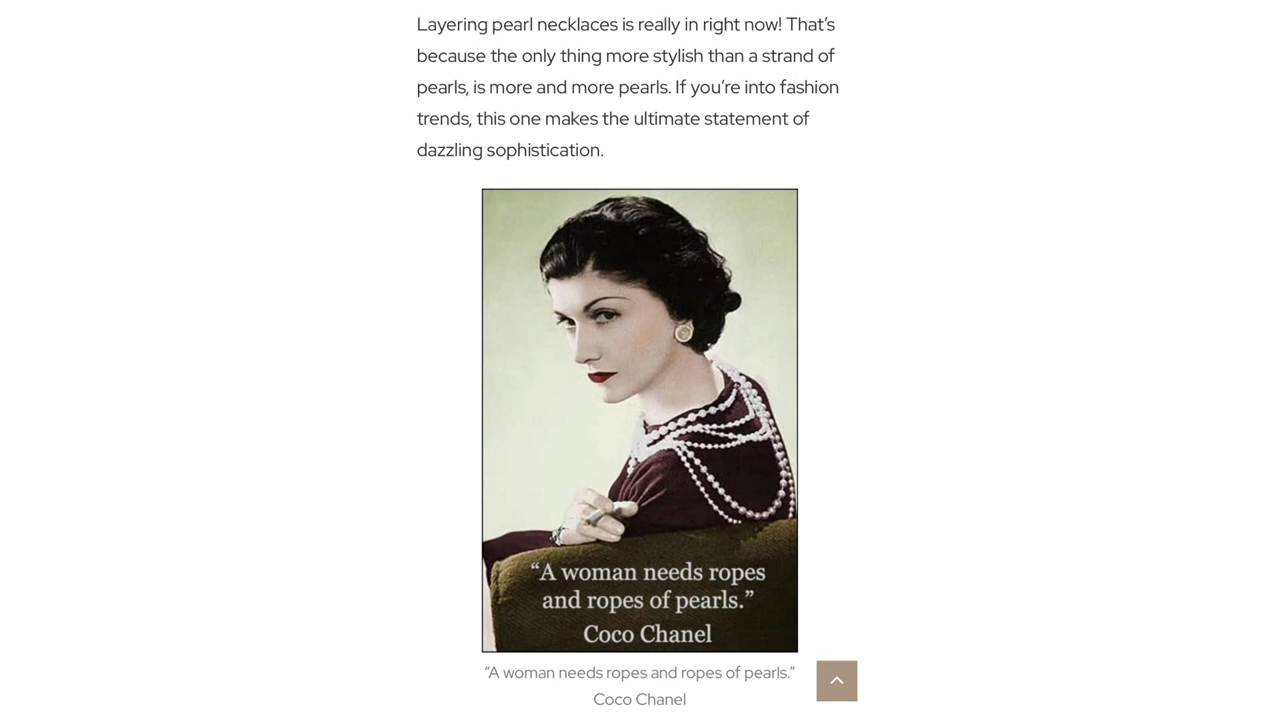 Layering pearl necklaces is really in right now! That’s
because the only thing more stylish than a strand of
pearls, is more and more pearls. If you’re into fashion
trends, this one makes the ultimate statement of
dazzling sophistication.
“A woman needs ropes
and ropes of pearls.”
Coco Chanel
“A woman needs ropes and ropes of pearls.”
Coco Chanel